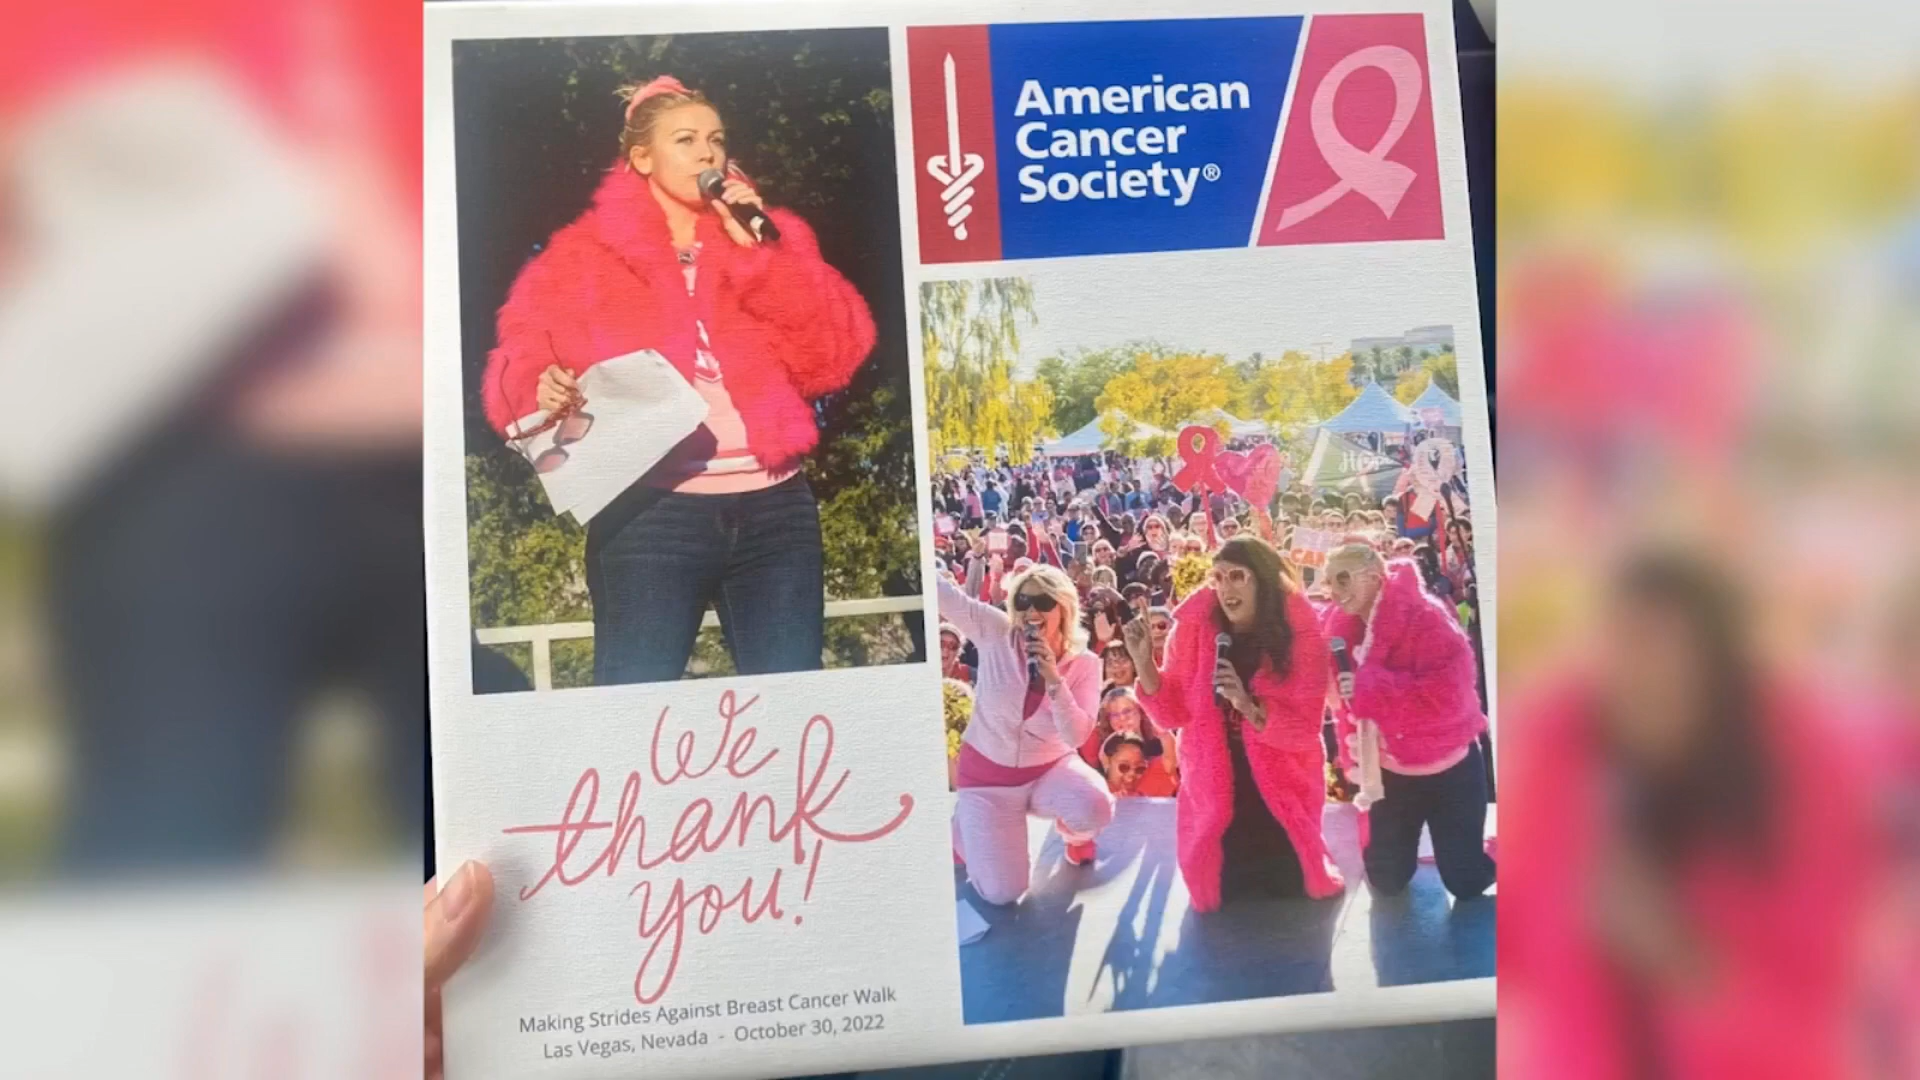 American
Cancer
Society®
We
thank
you!
Making Strides Against Breast Cancer Walk
Las Vegas, Nevada - October 30, 2022